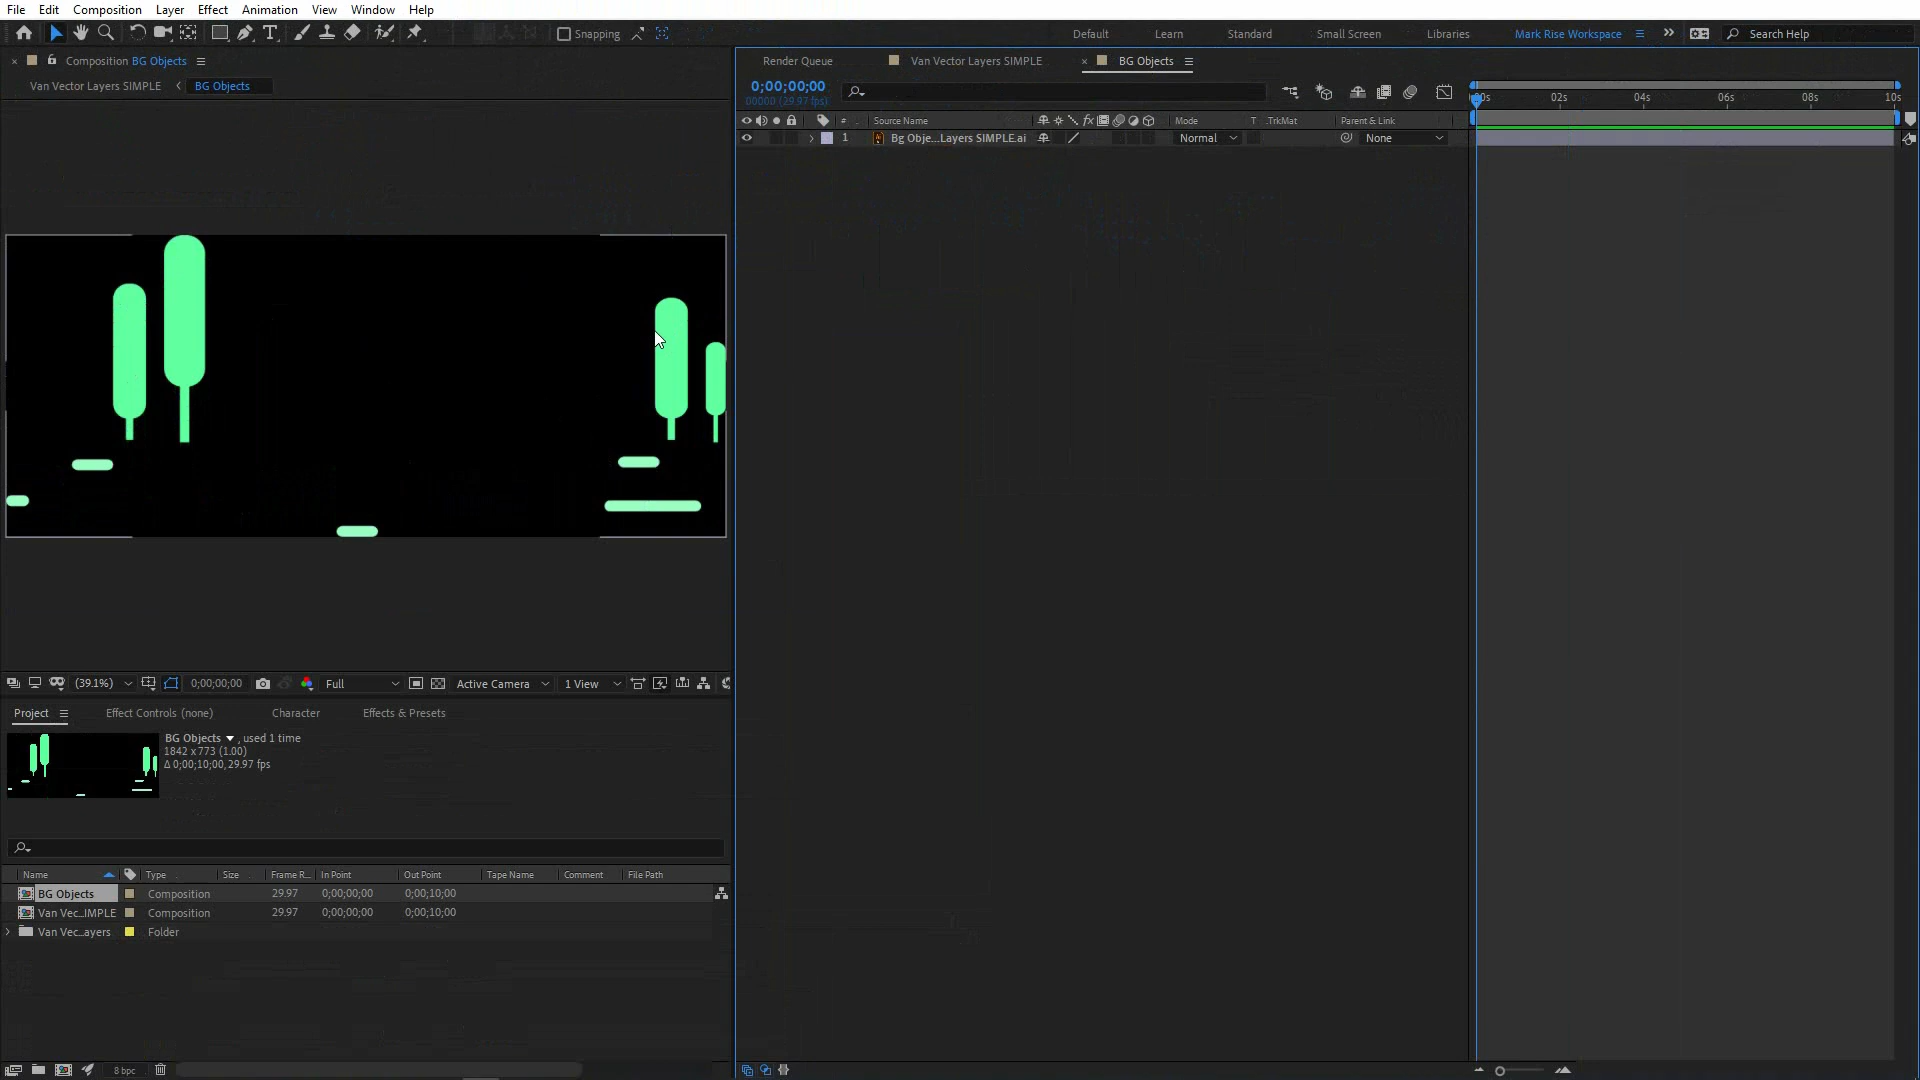 File Edit Composition Layer Effect Animation View Window Help
Snapping Default Learn Standard Small Screen Libraries Mark Rise Workspace Search Help
Composition BG Objects
Van Vector Layers SIMPLE BG Objects
Render Queue Van Vector Layers SIMPLE BG Objects
0;00;00;00
00000 (29.97 fps)
02s 04s 06s 08s 10s
# Source Name Mode T .TrkMat Parent & Link
1 Bg Obje...Layers SIMPLE.ai Normal None
(39.1%) 0;00;00;00 Full Active Camera 1 View
Project Effect Controls (none) Character Effects & Presets
BG Objects , used 1 time
1842 x 773 (1.00)
Δ 0;00;10;00, 29.97 fps
Name Type Size Frame R... In Point Out Point Tape Name Comment File Path
BG Objects Composition 29.97 0;00;00;00 0;00;10;00
Van Vec...IMPLE Composition 29.97 0;00;00;00 0;00;10;00
Van Vec...ayers Folder
8 bpc